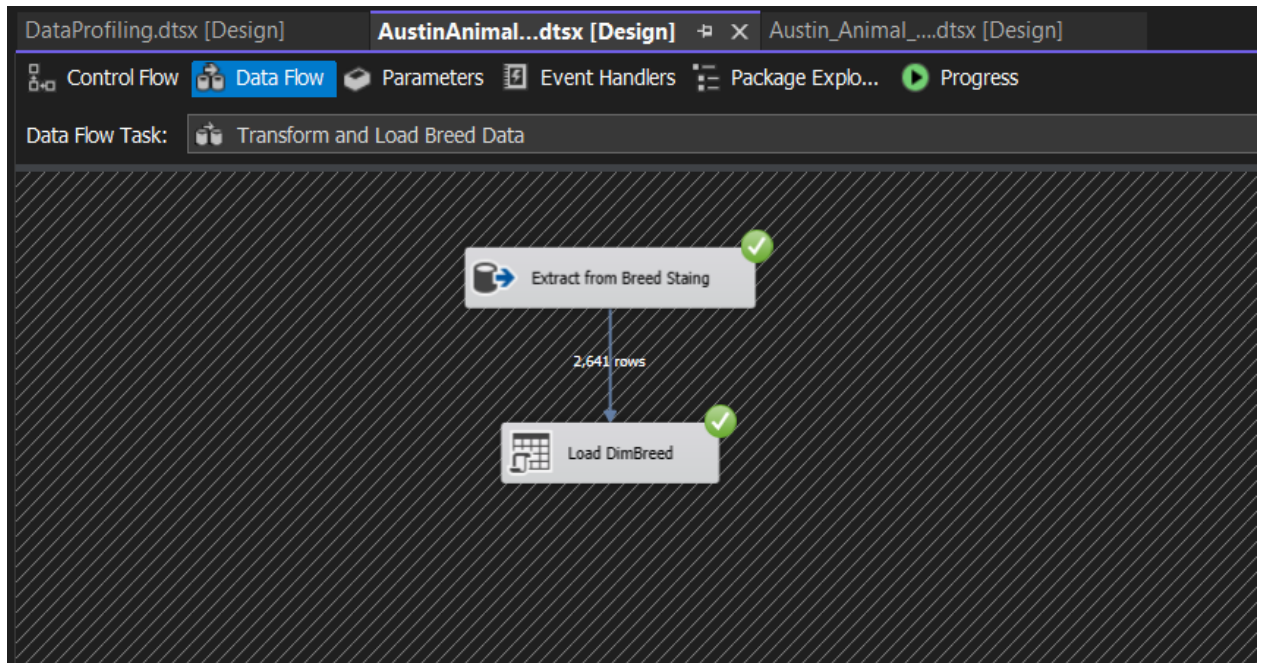 DataProfiling.dtsx [Design] AustinAnimal...dtsx [Design] Austin_Animal_....dtsx [Design]
Control Flow Data Flow Parameters Event Handlers Package Explo... Progress
Data Flow Task: Transform and Load Breed Data
Extract from Breed Staing
2,641 rows
Load DimBreed